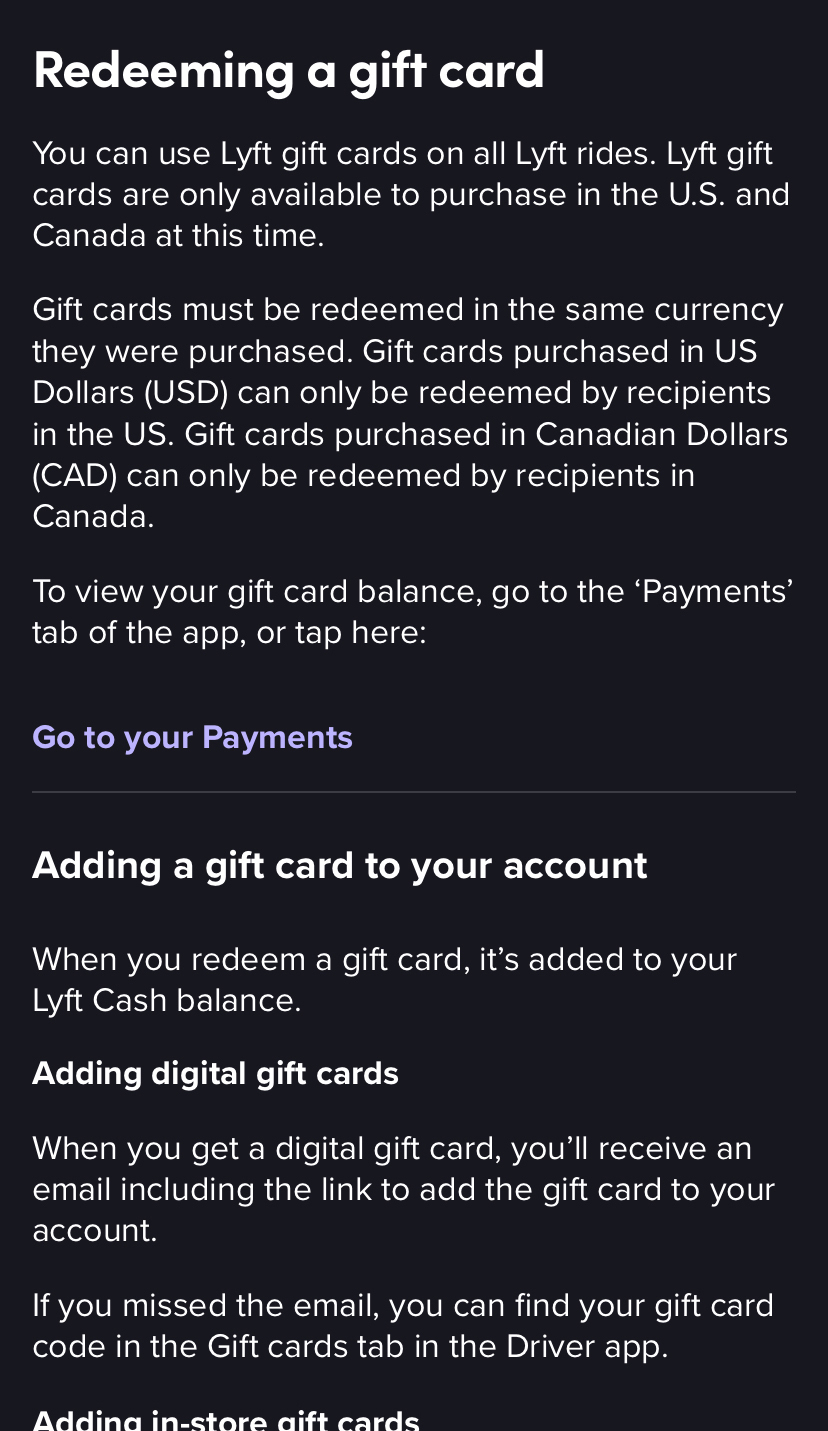 Redeeming a gift card
You can use Lyft gift cards on all Lyft rides. Lyft gift
cards are only available to purchase in the U.S. and
Canada at this time.
Gift cards must be redeemed in the same currency
they were purchased. Gift cards purchased in US
Dollars (USD) can only be redeemed by recipients
in the US. Gift cards purchased in Canadian Dollars
(CAD) can only be redeemed by recipients in
Canada.
To view your gift card balance, go to the ‘Payments’
tab of the app, or tap here:
Go to your Payments
Adding a gift card to your account
When you redeem a gift card, it’s added to your
Lyft Cash balance.
Adding digital gift cards
When you get a digital gift card, you’ll receive an
email including the link to add the gift card to your
account.
If you missed the email, you can find your gift card
code in the Gift cards tab in the Driver app.
Adding in-store gift cards